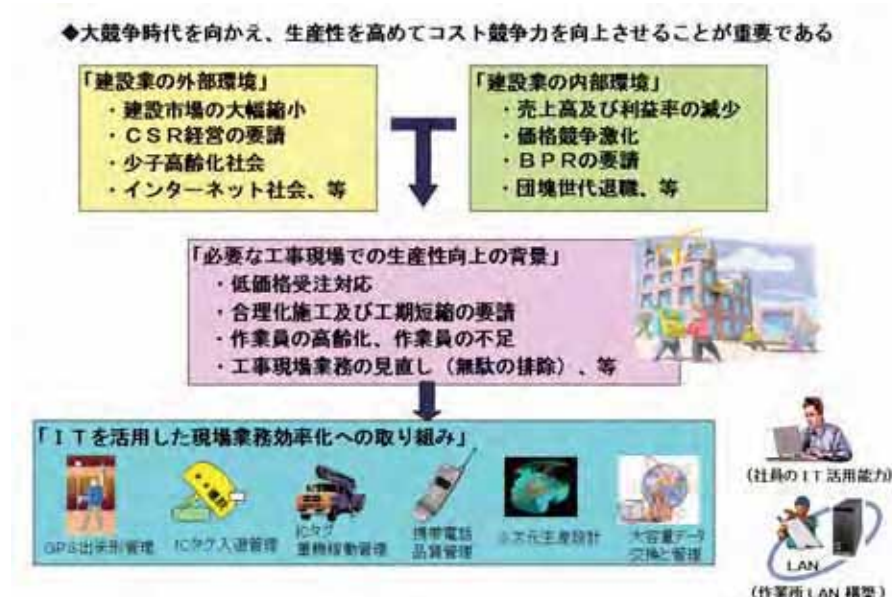 ◆大競争時代を向かえ、生産性を高めてコスト競争力を向上させることが重要である
「建設業の外部環境」
・建設市場の大幅縮小
・CSR経営の要請
・少子高齢化社会
・インターネット社会、等
「建設業の内部環境」
・売上高及び利益率の減少
・価格競争激化
・BPRの要請
・団塊世代退職、等
「必要な工事現場での生産性向上の背景」
・低価格受注対応
・合理化施工及び工期短縮の要請
・作業員の高齢化、作業員の不足
・工事現場業務の見直し(無駄の排除)、等
「ITを活用した現場業務効率化への取り組み」
GPS出来形管理
ICタグ入退管理
ICタグ
重機稼動管理
携帯電話
品質管理
3次元生産設計
大容量データ
交換と管理
(社員のIT活用能力)
LAN
(作業所LAN構築)